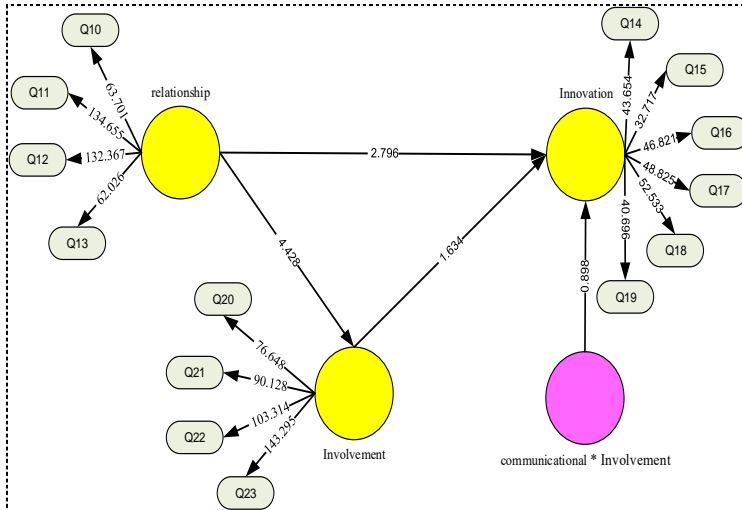 Q10
Q11
Q12
Q13
63.701
134.655
132.367
62.026
relationship
2.796
4.428
1.634
Q14
Q15
Q16
Q17
Q18
Q19
43.654
32.717
46.821
48.825
52.533
40.696
Innovation
0.898
Q20
Q21
Q22
Q23
76.648
90.128
103.314
143.295
Involvement
communicational * Involvement